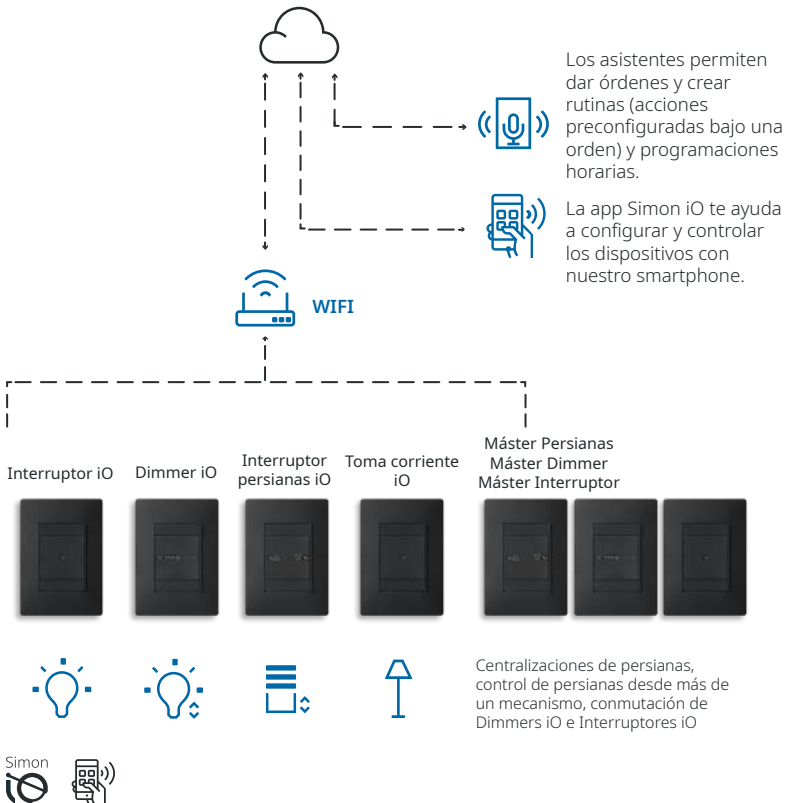 Los asistentes permiten
dar órdenes y crear
rutinas (acciones
preconfiguradas bajo una
orden) y programaciones
horarias.
La app Simon iO te ayuda
a configurar y controlar
los dispositivos con
nuestro smartphone.
WIFI
Interruptor iO
Dimmer iO
Interruptor
persianas iO
Toma corriente
iO
Máster Persianas
Máster Dimmer
Máster Interruptor
Centralizaciones de persianas,
control de persianas desde más de
un mecanismo, conmutación de
Dimmers iO e Interruptores iO
Simon
iO